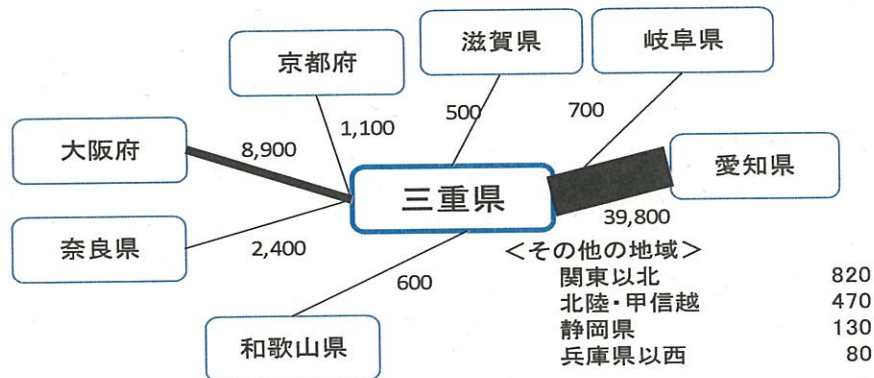 滋賀県
岐阜県
京都府
500
700
1,100
大阪府
8,900
愛知県
三重県
39,800
奈良県
2,400
600
和歌山県
＜その他の地域＞
関東以北 820
北陸・甲信越 470
静岡県 130
兵庫県以西 80